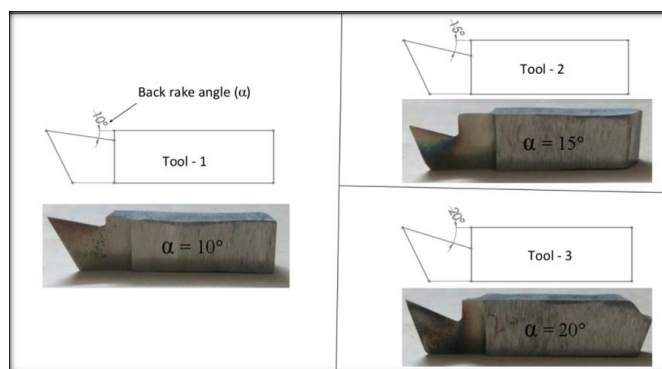 Back rake angle (α)
10°
Tool - 1
α = 10°
15°
Tool - 2
α = 15°
20°
Tool - 3
α = 20°